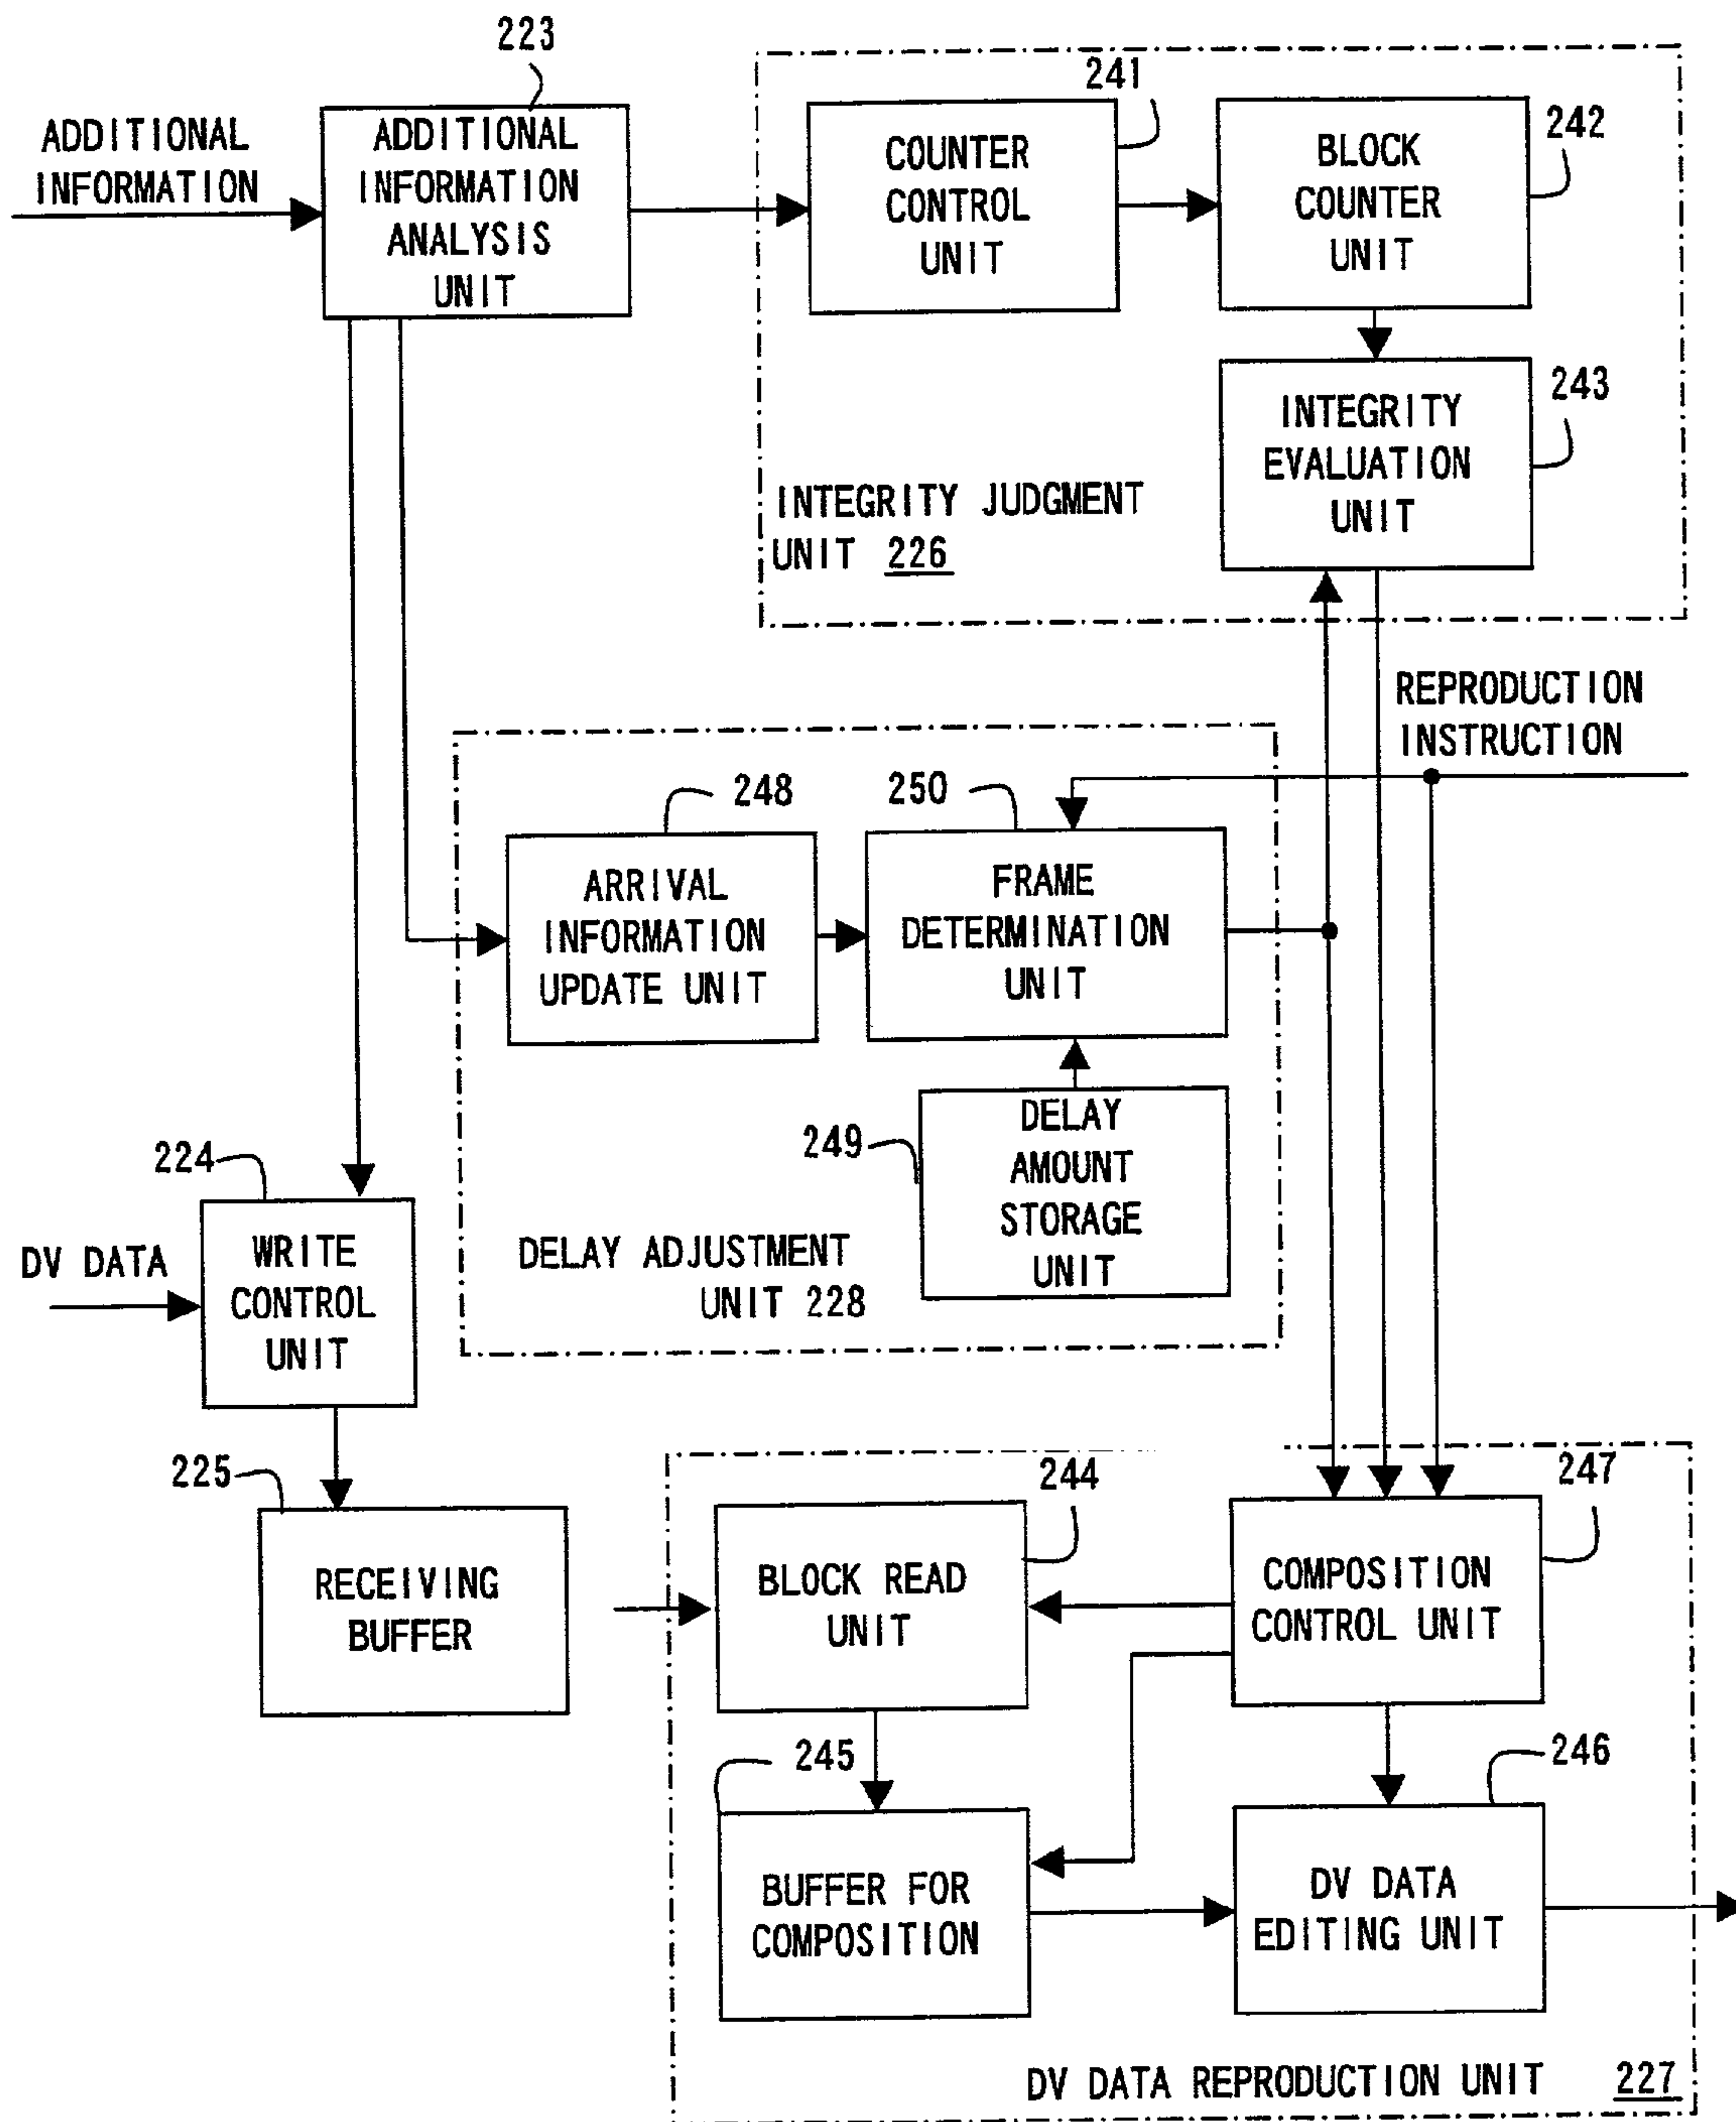 223
ADDITIONAL
INFORMATION
ADDITIONAL
INFORMATION
ANALYSIS
UNIT
241
COUNTER
CONTROL
UNIT
242
BLOCK
COUNTER
UNIT
243
INTEGRITY
EVALUATION
UNIT
INTEGRITY JUDGMENT
UNIT 226
REPRODUCTION
INSTRUCTION
248
ARRIVAL
INFORMATION
UPDATE UNIT
250
FRAME
DETERMINATION
UNIT
249
DELAY
AMOUNT
STORAGE
UNIT
DELAY ADJUSTMENT
UNIT 228
224
DV DATA
WRITE
CONTROL
UNIT
225
RECEIVING
BUFFER
244
BLOCK READ
UNIT
247
COMPOSITION
CONTROL UNIT
245
BUFFER FOR
COMPOSITION
246
DV DATA
EDITING UNIT
DV DATA REPRODUCTION UNIT 227